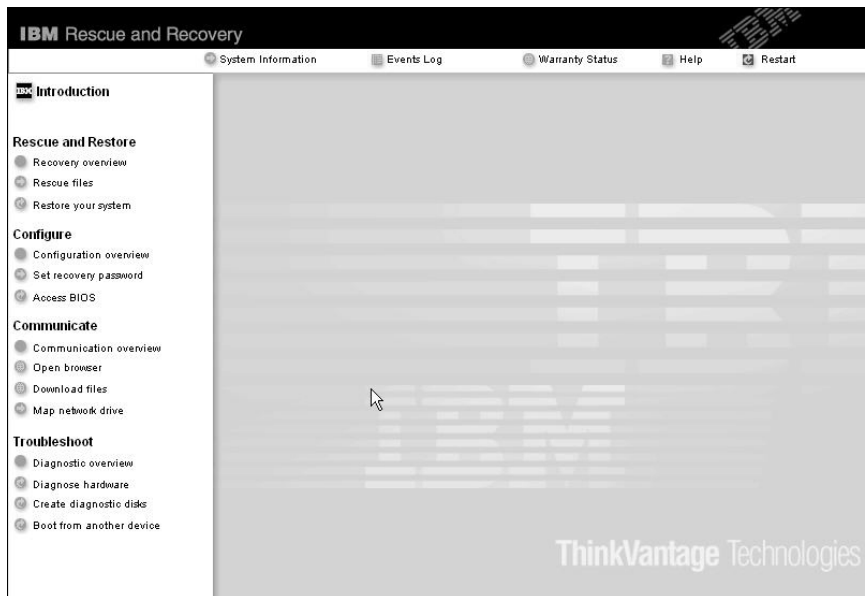 IBM Rescue and Recovery
IBM
System Information Events Log Warranty Status Help Restart
Introduction
Rescue and Restore
Recovery overview
Rescue files
Restore your system
Configure
Configuration overview
Set recovery password
Access BIOS
Communicate
Communication overview
Open browser
Download files
Map network drive
Troubleshoot
Diagnostic overview
Diagnose hardware
Create diagnostic disks
Boot from another device
IBM
ThinkVantage Technologies